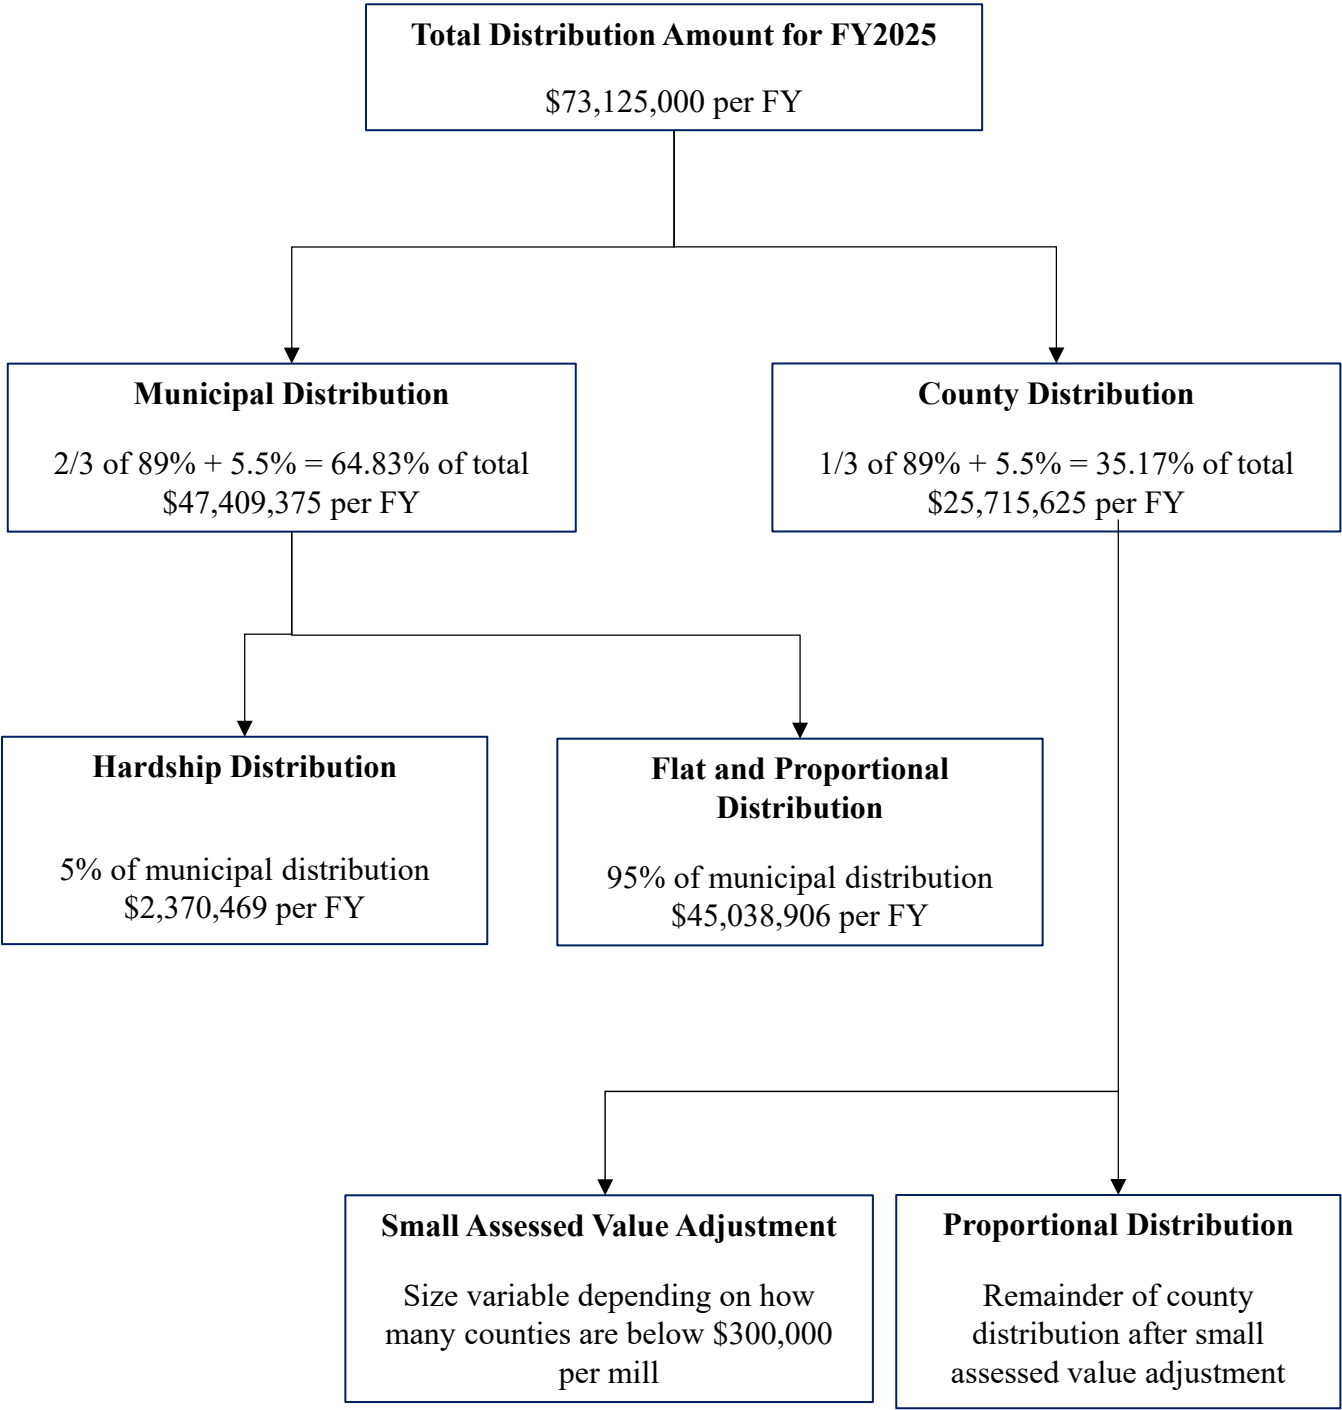 Total Distribution Amount for FY2025
$73,125,000 per FY
Municipal Distribution
2/3 of 89% + 5.5% = 64.83% of total
$47,409,375 per FY
County Distribution
1/3 of 89% + 5.5% = 35.17% of total
$25,715,625 per FY
Hardship Distribution
5% of municipal distribution
$2,370,469 per FY
Flat and Proportional
Distribution
95% of municipal distribution
$45,038,906 per FY
Small Assessed Value Adjustment
Size variable depending on how
many counties are below $300,000
per mill
Proportional Distribution
Remainder of county
distribution after small
assessed value adjustment